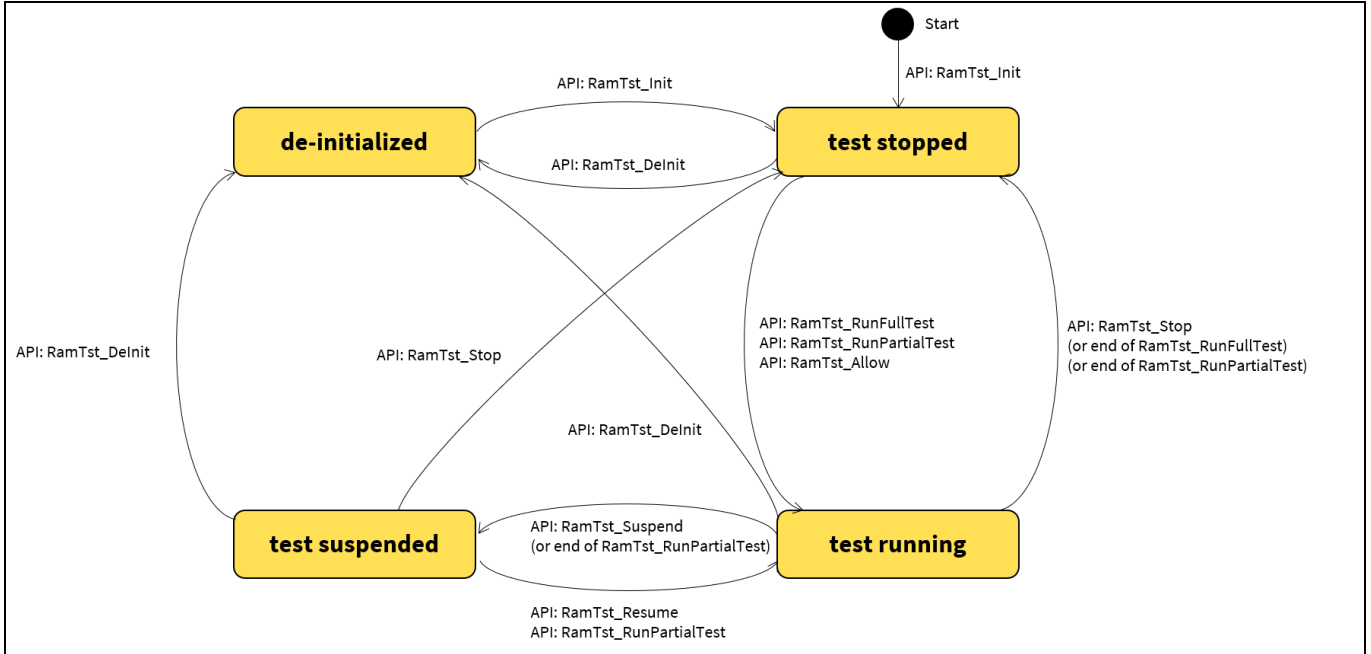 Start
API: RamTst_Init
API: RamTst_Init
de-initialized
test stopped
API: RamTst_DeInit
API: RamTst_DeInit
API: RamTst_Stop
API: RamTst_RunFullTest
API: RamTst_RunPartialTest
API: RamTst_Allow
API: RamTst_Stop
(or end of RamTst_RunFullTest)
(or end of RamTst_RunPartialTest)
API: RamTst_DeInit
test suspended
API: RamTst_Suspend
(or end of RamTst_RunPartialTest)
test running
API: RamTst_Resume
API: RamTst_RunPartialTest